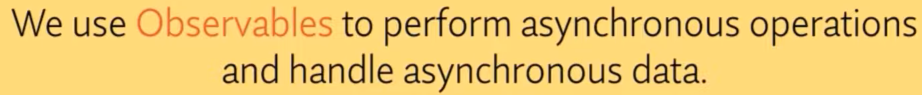 We use Observables to perform asynchronous operations
and handle asynchronous data.